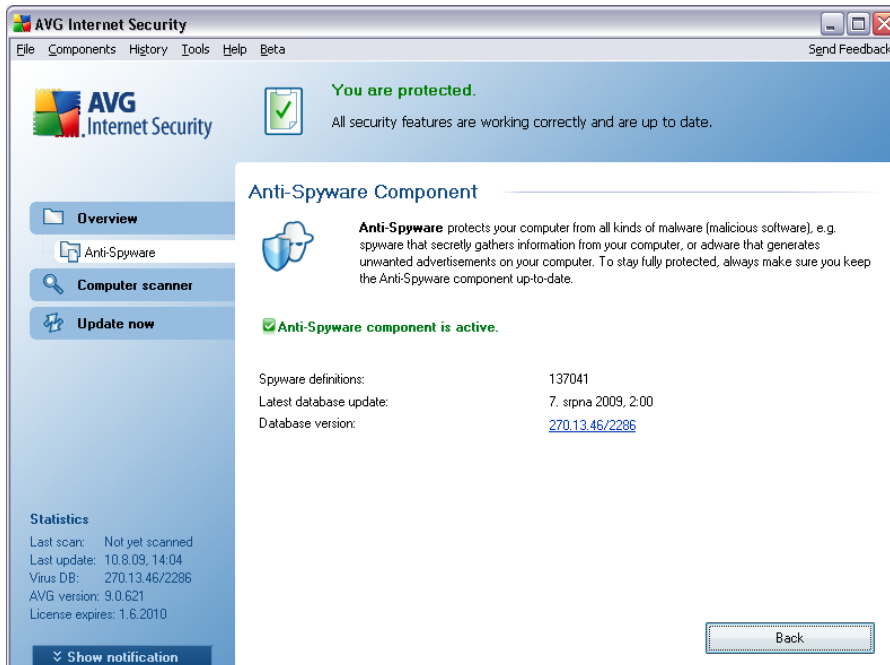 AVG Internet Security
File Components History Tools Help Beta Send Feedback
AVG
Internet Security
You are protected.
All security features are working correctly and are up to date.
Overview
Anti-Spyware
Computer scanner
Update now
Anti-Spyware Component
Anti-Spyware protects your computer from all kinds of malware (malicious software), e.g.
spyware that secretly gathers information from your computer, or adware that generates
unwanted advertisements on your computer. To stay fully protected, always make sure you keep
the Anti-Spyware component up-to-date.
Anti-Spyware component is active.
Spyware definitions: 137041
Latest database update: 7. srpna 2009, 2:00
Database version: 270.13.46/2286
Statistics
Last scan: Not yet scanned
Last update: 10.8.09, 14:04
Virus DB: 270.13.46/2286
AVG version: 9.0.621
License expires: 1.6.2010
Show notification
Back